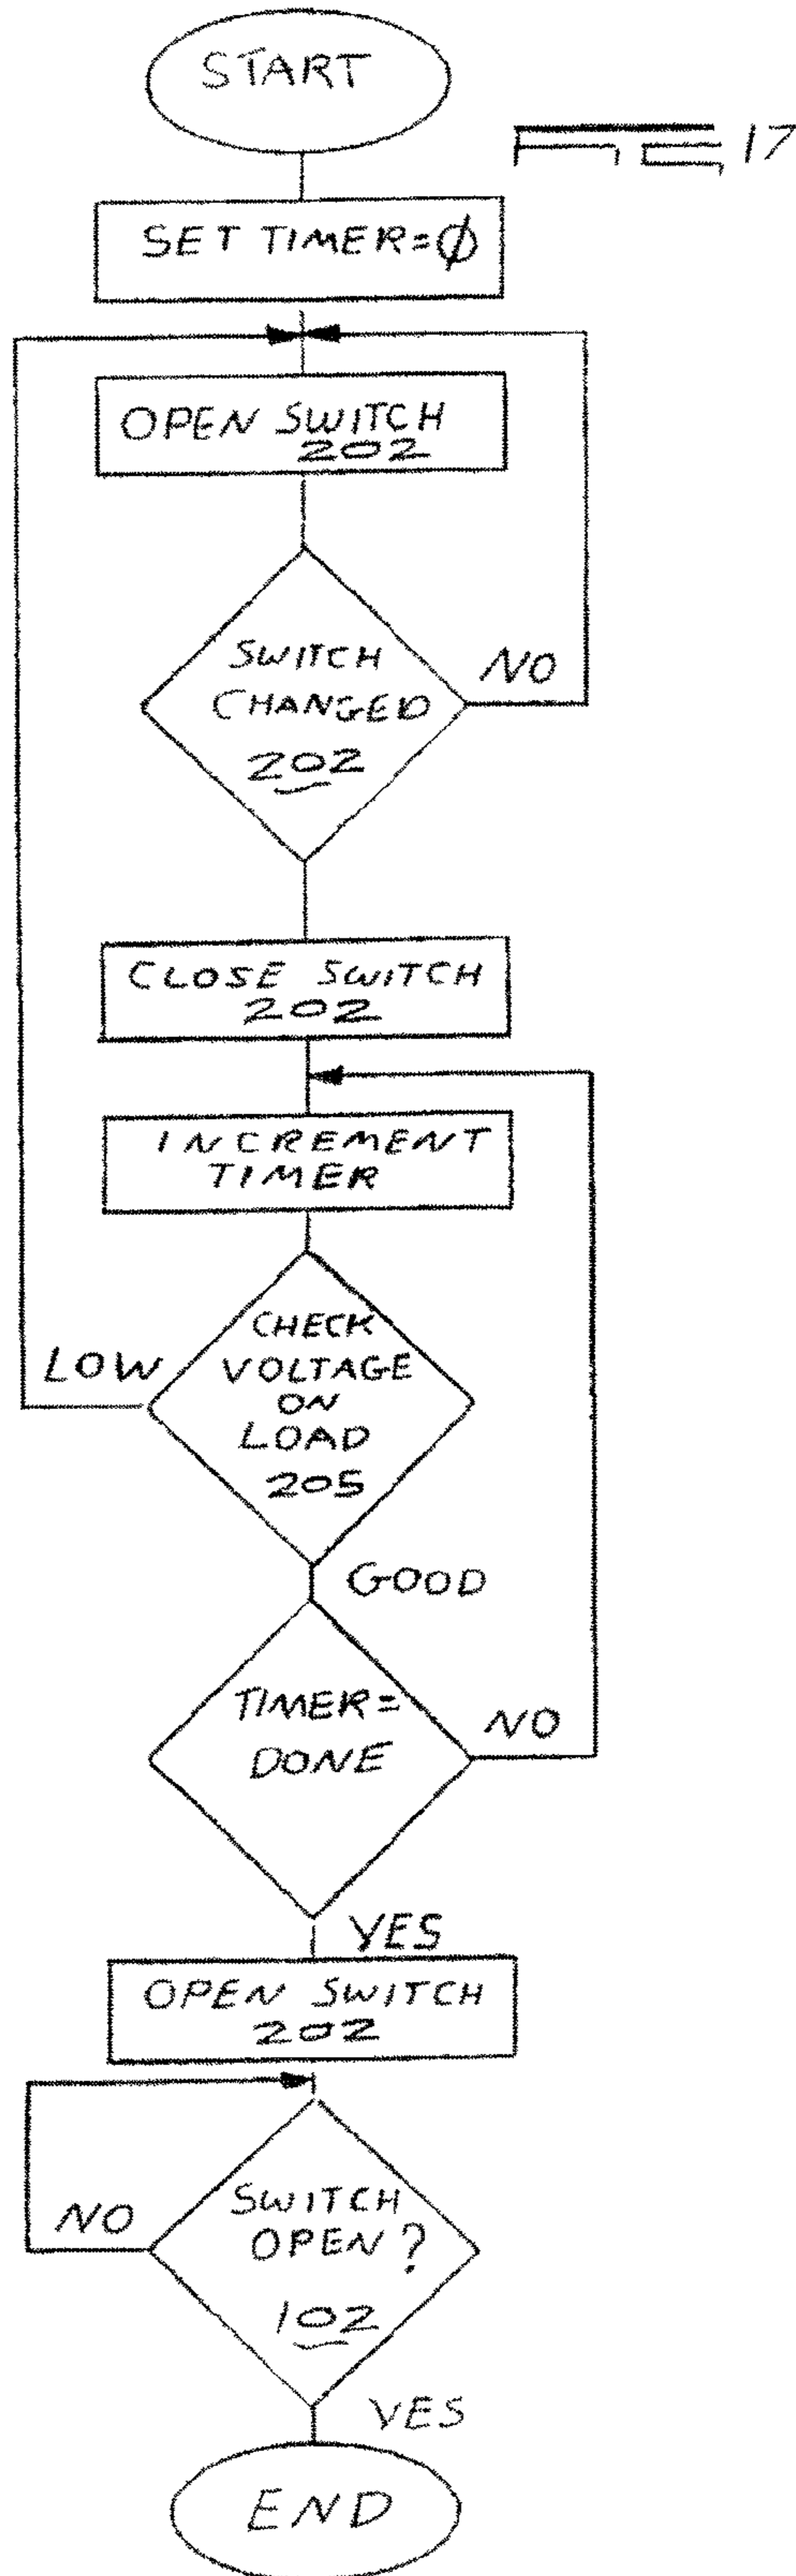 START
17
SET TIMER=Ø
OPEN SWITCH
202
SWITCH
CHANGED
202
NO
CLOSE SWITCH
202
INCREMENT
TIMER
CHECK
VOLTAGE
ON
LOAD
205
LOW
GOOD
TIMER=
DONE
NO
YES
OPEN SWITCH
202
SWITCH
OPEN?
102
NO
YES
END